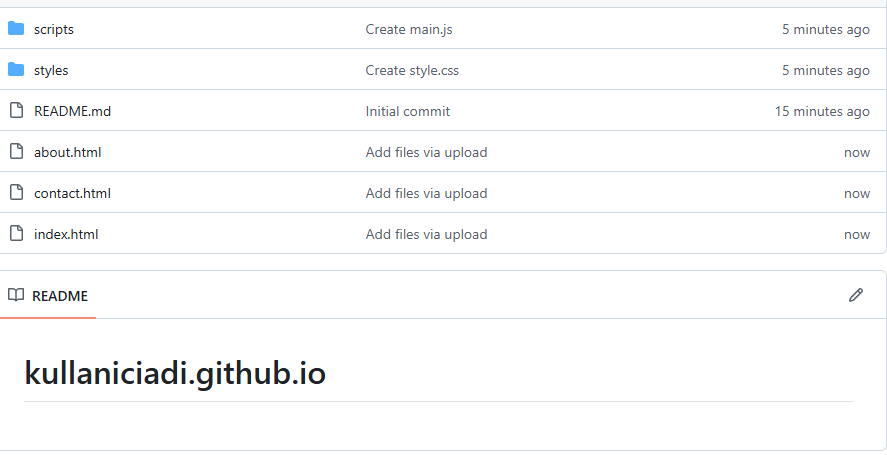 scripts Create main.js 5 minutes ago
styles Create style.css 5 minutes ago
README.md Initial commit 15 minutes ago
about.html Add files via upload now
contact.html Add files via upload now
index.html Add files via upload now
README
kullaniciadi.github.io